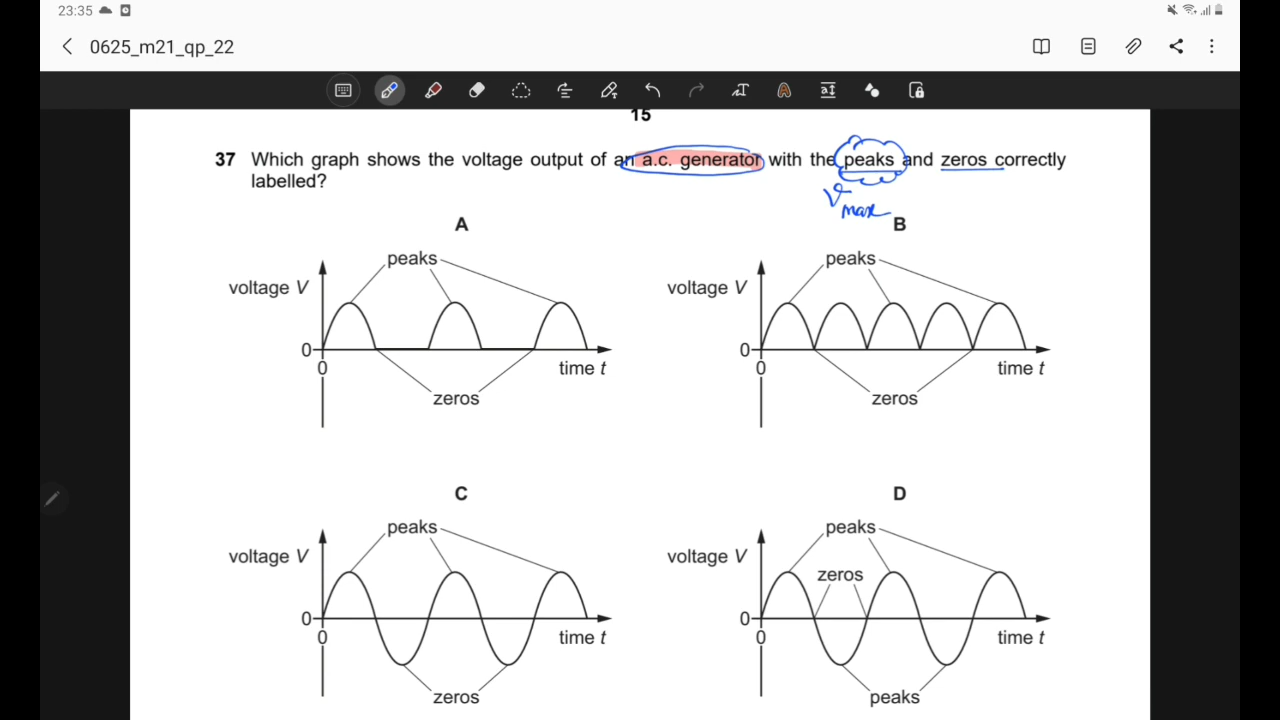 23:35
0625_m21_qp_22
15
37 Which graph shows the voltage output of an a.c. generator with the peaks and zeros correctly
labelled?
V max
A
peaks
voltage V
0
0
time t
zeros
B
peaks
voltage V
0
0
time t
zeros
C
peaks
voltage V
0
0
time t
zeros
D
peaks
voltage V
zeros
0
0
time t
peaks